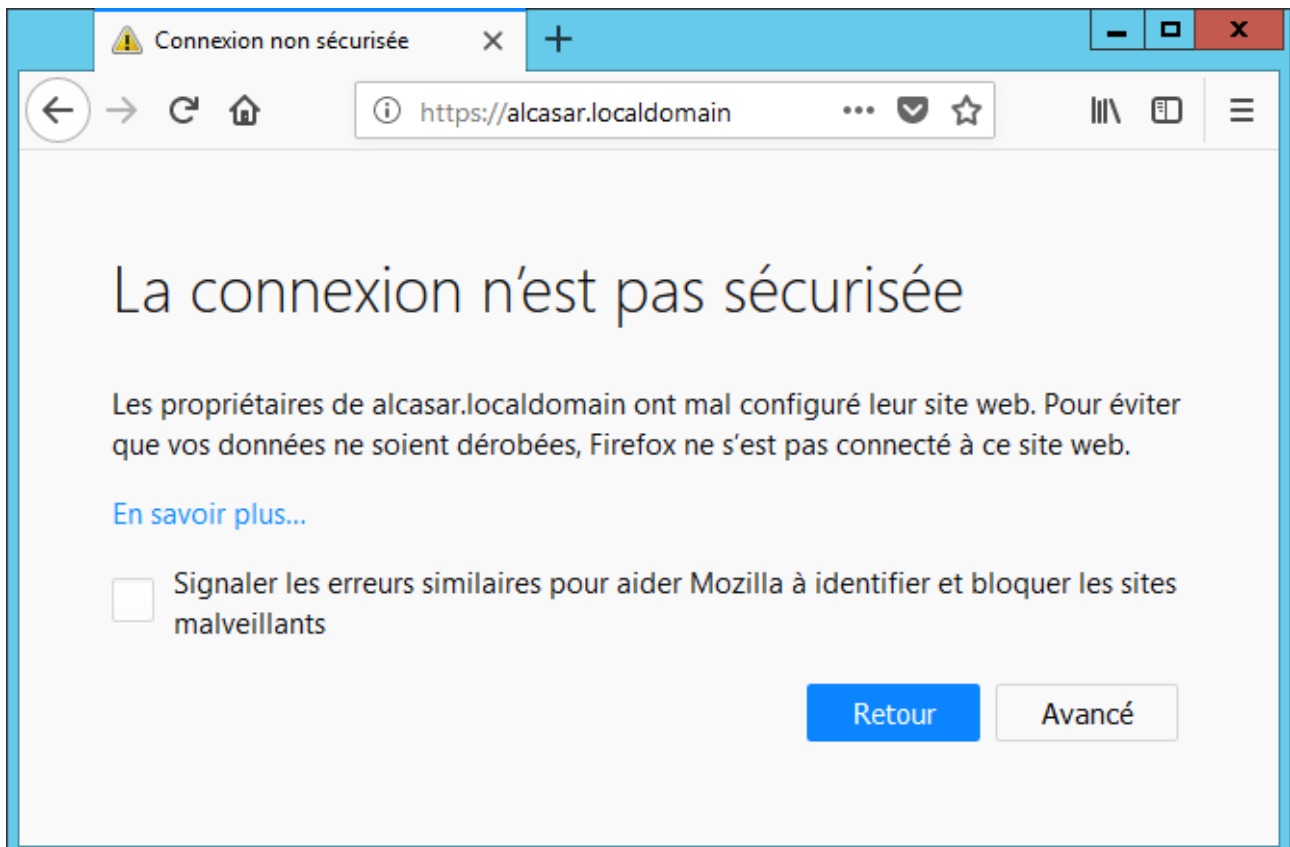 Connexion non sécurisée
https://alcasar.localdomain
La connexion n’est pas sécurisée
Les propriétaires de alcasar.localdomain ont mal configuré leur site web. Pour éviter
que vos données ne soient dérobées, Firefox ne s’est pas connecté à ce site web.
En savoir plus...
Signaler les erreurs similaires pour aider Mozilla à identifier et bloquer les sites
malveillants
Retour Avancé